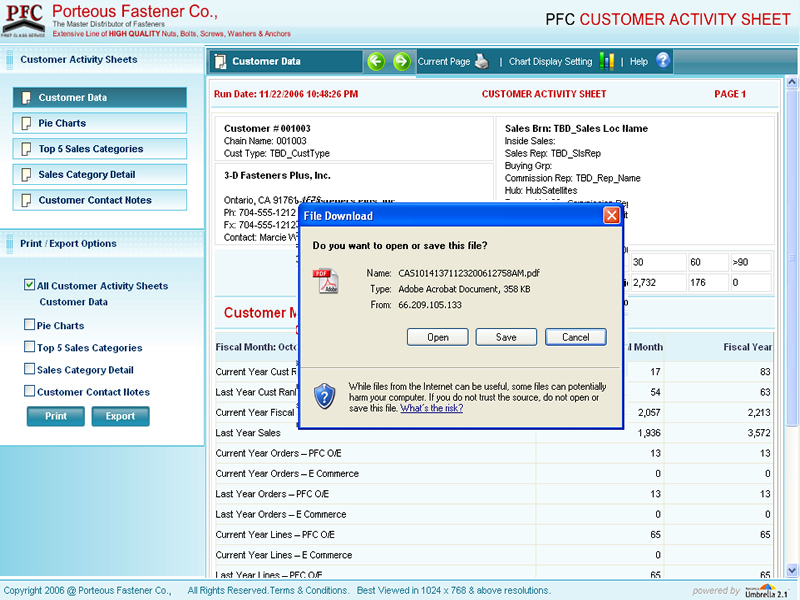 PFC
FIRST CLASS SERVICE
Porteous Fastener Co.,
The Master Distributor of Fasteners
Extensive Line of HIGH QUALITY Nuts, Bolts, Screws, Washers & Anchors
PFC CUSTOMER ACTIVITY SHEET
Customer Activity Sheets
Customer Data
Pie Charts
Top 5 Sales Categories
Sales Category Detail
Customer Contact Notes
Print / Export Options
All Customer Activity Sheets
Customer Data
Pie Charts
Top 5 Sales Categories
Sales Category Detail
Customer Contact Notes
Print Export
Customer Data Current Page | Chart Display Setting | Help ?
Run Date: 11/22/2006 10:48:26 PM CUSTOMER ACTIVITY SHEET PAGE 1
Customer # 001003
Chain Name: 001003
Cust Type: TBD_CustType
3-D Fasteners Plus, Inc.
Ontario, CA 91761
Ph: 704-555-1212
Fx: 704-555-1212
Contact: Marcie W
Sales Brn: TBD_Sales Loc Name
Inside Sales:
Sales Rep: TBD_SlsRep
Buying Grp:
Commission Rep: TBD_Rep_Name
Hub: HubSatellites
30 60 >90
2,732 176 0
File Download
Do you want to open or save this file?
PDF
Adobe
Name: CAS10141371123200612758AM.pdf
Type: Adobe Acrobat Document, 358 KB
From: 66.209.105.133
Open Save Cancel
While files from the Internet can be useful, some files can potentially
harm your computer. If you do not trust the source, do not open or
save this file. What's the risk?
Customer M
Fiscal Month: Octo l Month Fiscal Year
Current Year Cust R 17 83
Last Year Cust Ran 54 63
Current Year Fiscal 2,057 2,213
Last Year Sales 1,936 3,572
Current Year Orders – PFC O/E 13 13
Current Year Orders – E Commerce 0 0
Last Year Orders – PFC O/E 13 13
Last Year Orders – E Commerce 0 0
Current Year Lines – PFC O/E 65 65
Current Year Lines – E Commerce 0
Last Year Lines – PFC O/E 65 65
Copyright 2006 @ Porteous Fastener Co., All Rights Reserved.Terms & Conditions. Best Viewed in 1024 x 768 & above resolutions.
powered by Umbrella 2.1